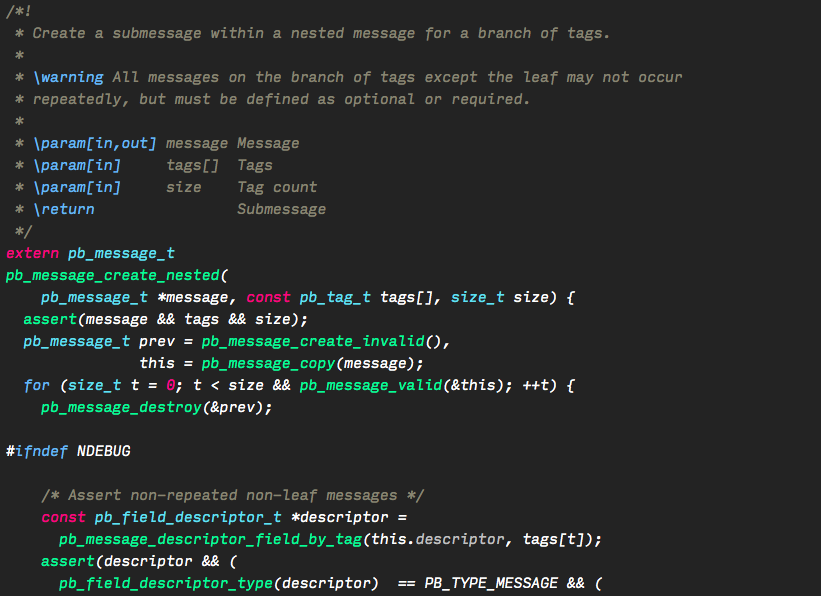 /*!
 * Create a submessage within a nested message for a branch of tags.
 *
 * \warning All messages on the branch of tags except the leaf may not occur
 * repeatedly, but must be defined as optional or required.
 *
 * \param[in,out] message Message
 * \param[in]     tags[]  Tags
 * \param[in]     size    Tag count
 * \return                Submessage
 */
extern pb_message_t
pb_message_create_nested(
    pb_message_t *message, const pb_tag_t tags[], size_t size) {
  assert(message && tags && size);
  pb_message_t prev = pb_message_create_invalid(),
               this = pb_message_copy(message);
  for (size_t t = 0; t < size && pb_message_valid(&this); ++t) {
    pb_message_destroy(&prev);

#ifndef NDEBUG

    /* Assert non-repeated non-leaf messages */
    const pb_field_descriptor_t *descriptor =
      pb_message_descriptor_field_by_tag(this.descriptor, tags[t]);
    assert(descriptor && (
      pb_field_descriptor_type(descriptor)  == PB_TYPE_MESSAGE && (